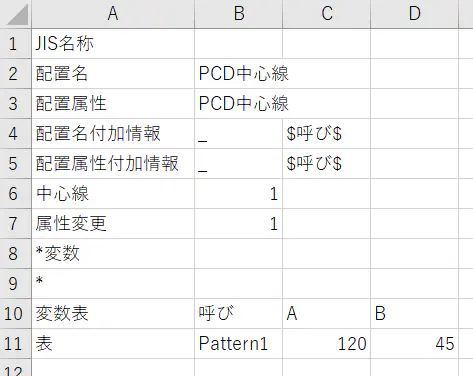 A B C D
1 JIS名称
2 配置名 PCD中心線
3 配置属性 PCD中心線
4 配置名付加情報 _ $呼び$
5 配置属性付加情報 _ $呼び$
6 中心線 1
7 属性変更 1
8 *変数
9 *
10 変数表 呼び A B
11 表 Pattern1 120 45
12